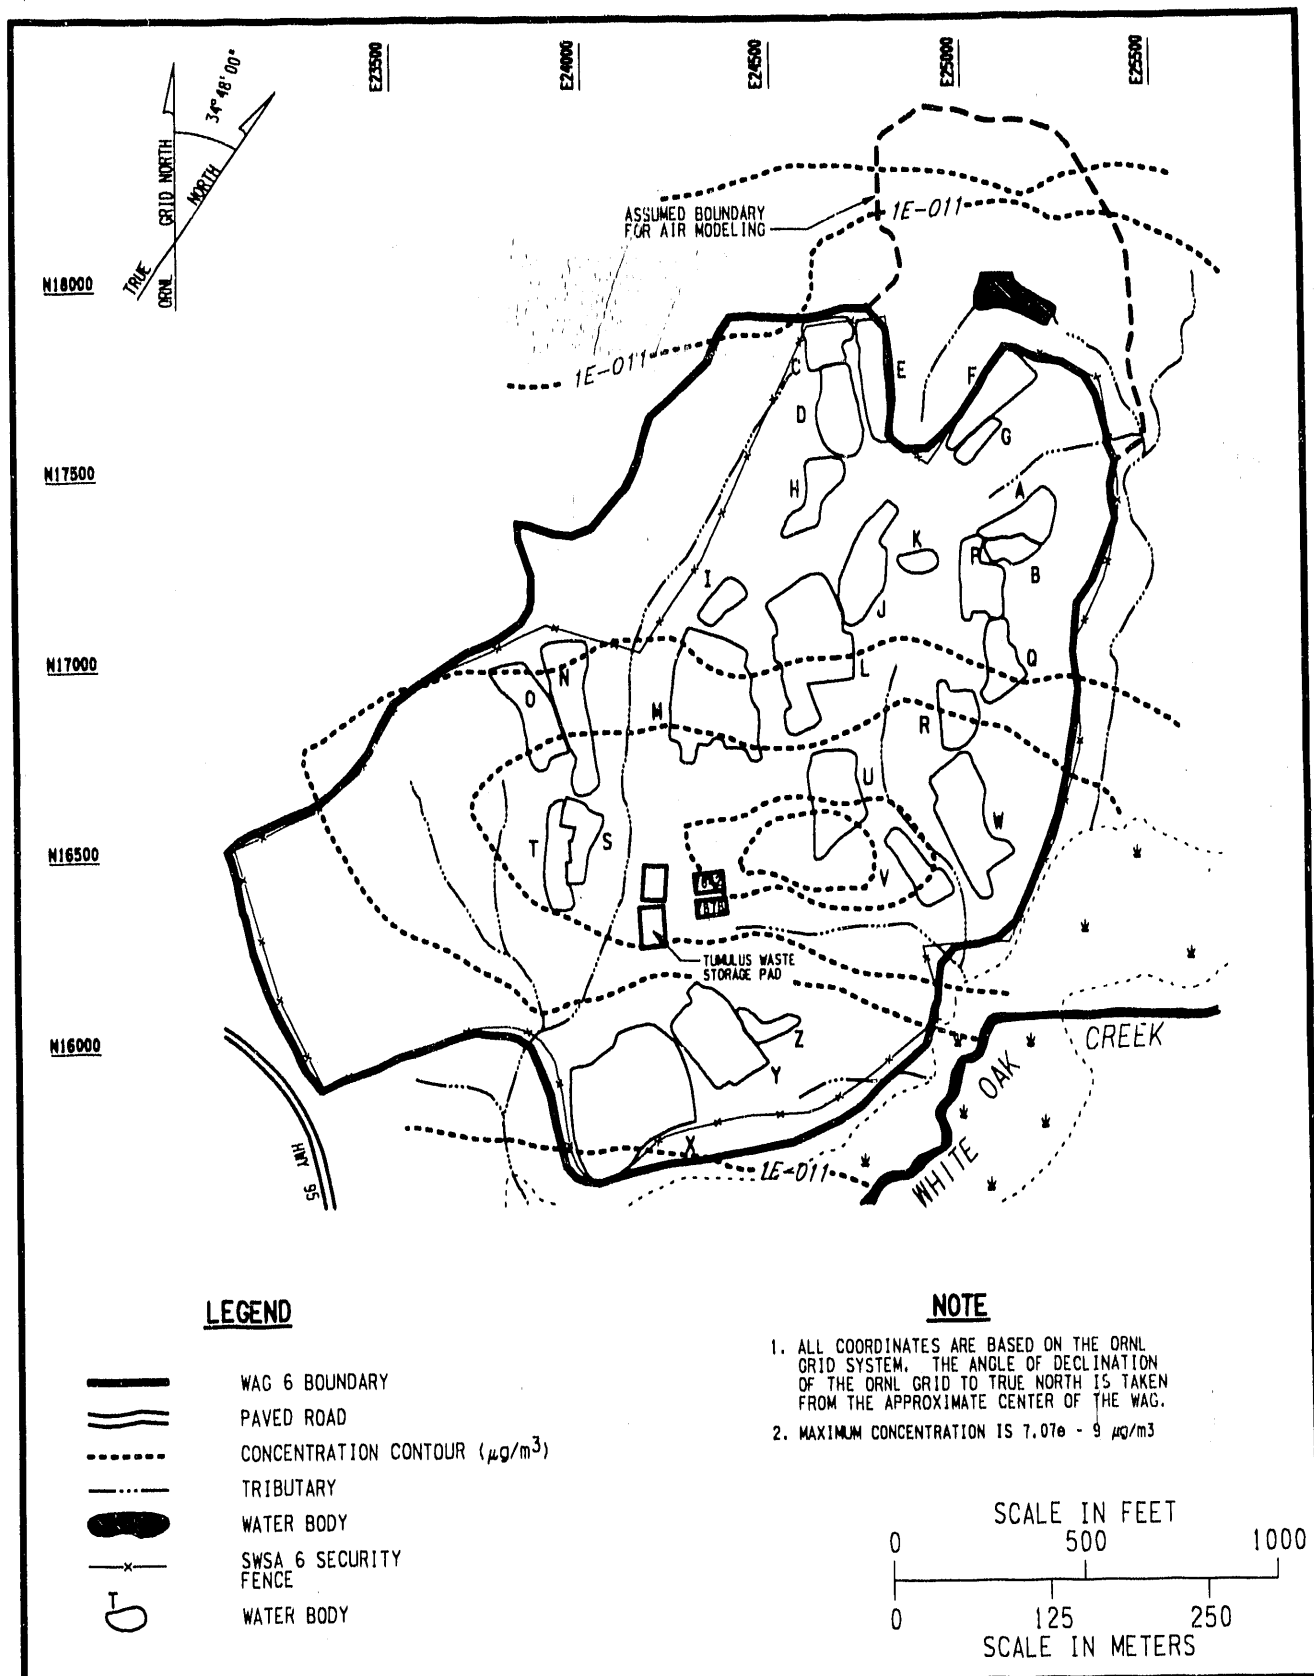 E23500
E24000
E24500
E25000
E25500
34° 48' 00"
GRID NORTH
NORTH
TRUE
ORNL
ASSUMED BOUNDARY
FOR AIR MODELING
1E-011
N18000
1E-011
C
E
F
D
G
N17500
H
A
K
P
B
I
J
N17000
Q
N
L
O
M
R
U
W
T
S
N16500
V
TUMULUS WASTE
STORAGE PAD
N16000
Z
CREEK
OAK
WHITE
Y
X
1E-011
HWY 95
LEGEND
WAG 6 BOUNDARY
PAVED ROAD
CONCENTRATION CONTOUR (µg/m3)
TRIBUTARY
WATER BODY
SWSA 6 SECURITY
FENCE
T
WATER BODY
NOTE
1. ALL COORDINATES ARE BASED ON THE ORNL
GRID SYSTEM. THE ANGLE OF DECLINATION
OF THE ORNL GRID TO TRUE NORTH IS TAKEN
FROM THE APPROXIMATE CENTER OF THE WAG.
2. MAXIMUM CONCENTRATION IS 7.07e - 9 µg/m3
SCALE IN FEET
0 500 1000
0 125 250
SCALE IN METERS